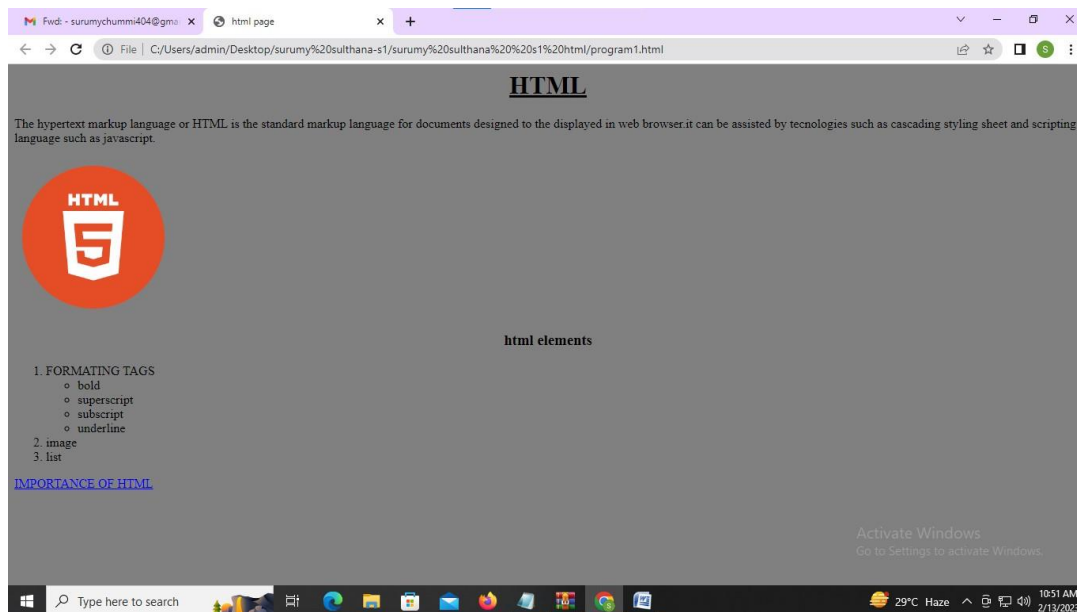 Fwd: - surumychummi404@gma
html page
File | C:/Users/admin/Desktop/surumy%20sulthana-s1/surumy%20sulthana%20%20s1%20html/program1.html
S
HTML
The hypertext markup language or HTML is the standard markup language for documents designed to the displayed in web browser.it can be assisted by tecnologies such as cascading styling sheet and scripting
language such as javascript.
HTML
5
html elements
1. FORMATING TAGS
bold
superscript
subscript
underline
2. image
3. list
IMPORTANCE OF HTML
Activate Windows
Go to Settings to activate Windows.
Type here to search
29°C Haze
10:51 AM